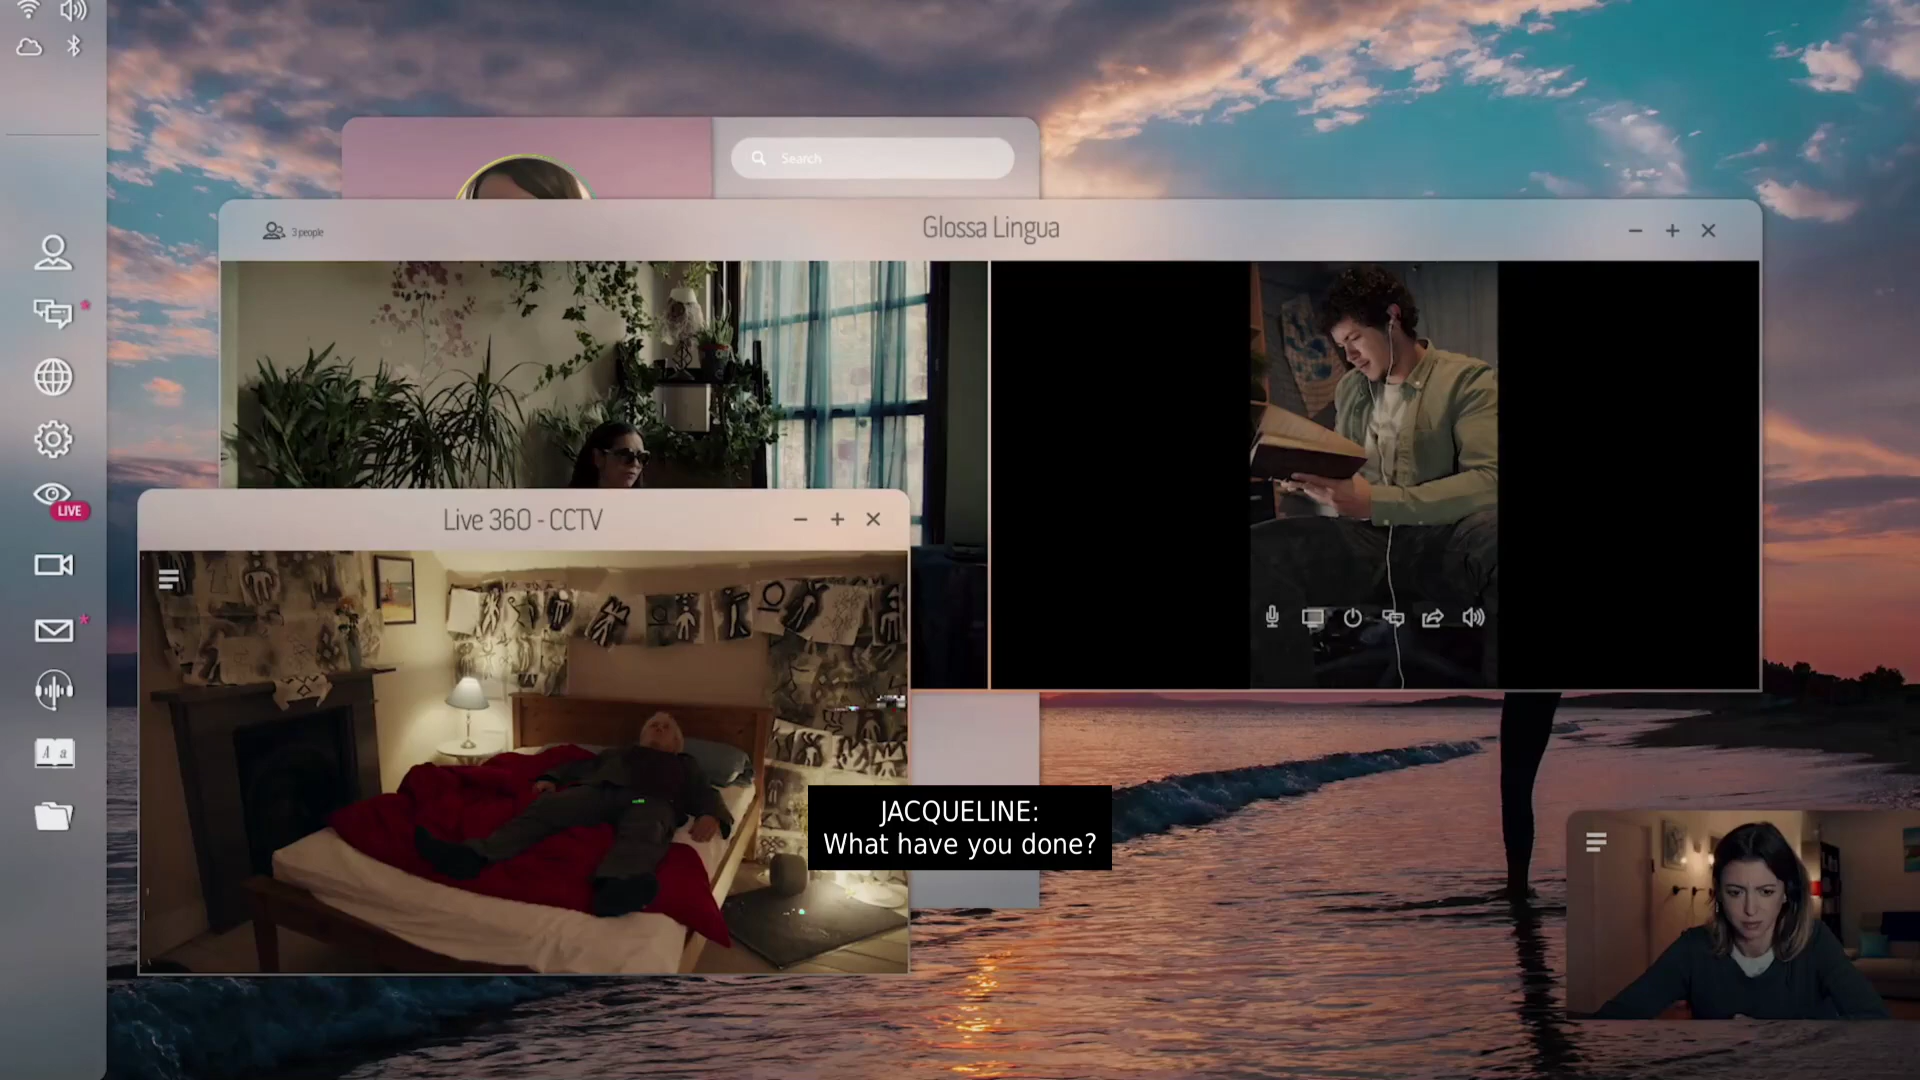 Search
3 people
Glossa Lingua
LIVE
Live 360 - CCTV
A a
JACQUELINE:
What have you done?